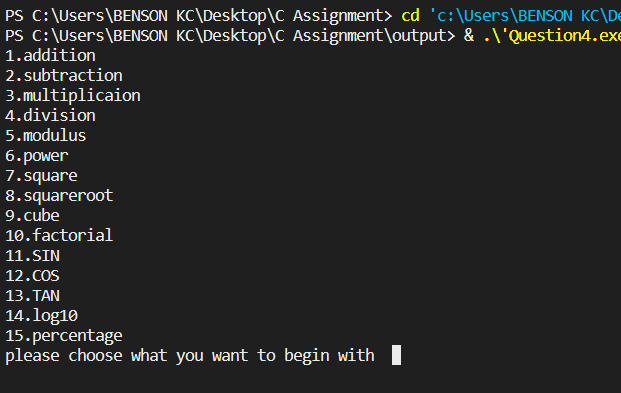 PS C:\Users\BENSON KC\Desktop\C Assignment> cd 'c:\Users\BENSON KC\De
PS C:\Users\BENSON KC\Desktop\C Assignment\output> & .\'Question4.exe
1.addition
2.subtraction
3.multiplicaion
4.division
5.modulus
6.power
7.square
8.squareroot
9.cube
10.factorial
11.SIN
12.COS
13.TAN
14.log10
15.percentage
please choose what you want to begin with